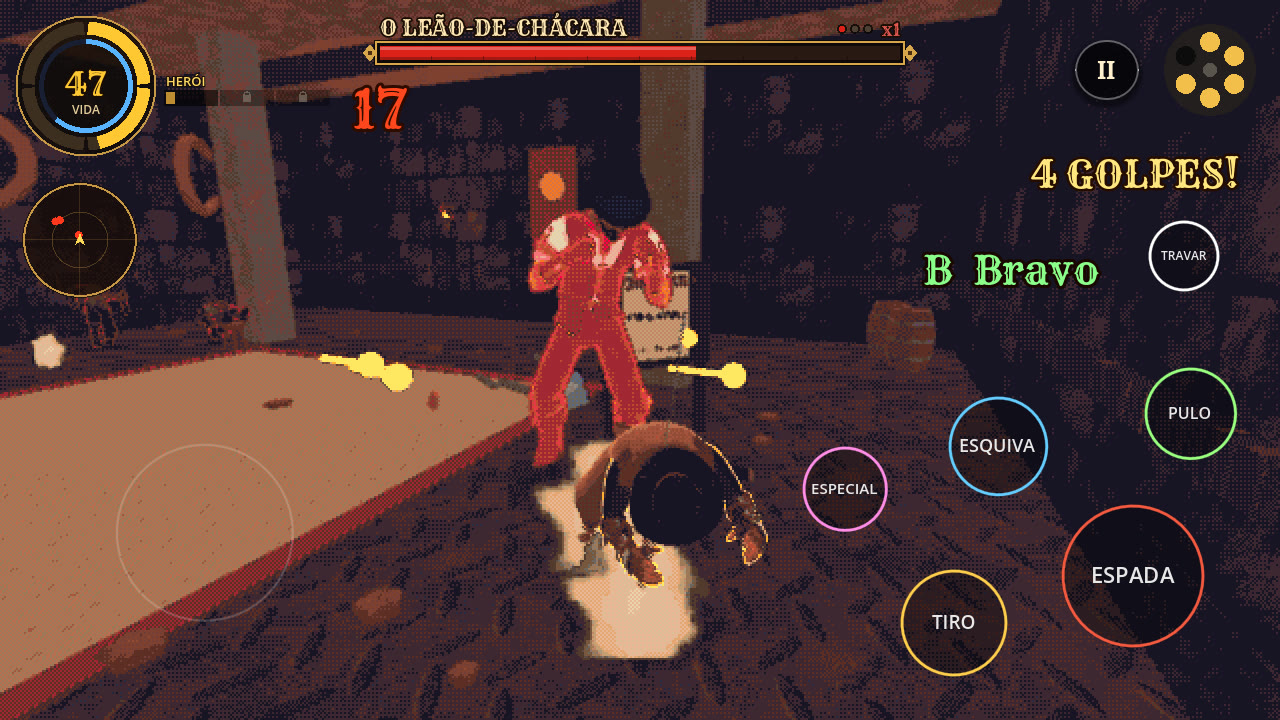 O LEÃO-DE-CHÁCARA
x1
47
VIDA
HERÓI
17
II
4 GOLPES!
B Bravo
TRAVAR
PULO
ESQUIVA
ESPECIAL
ESPADA
TIRO